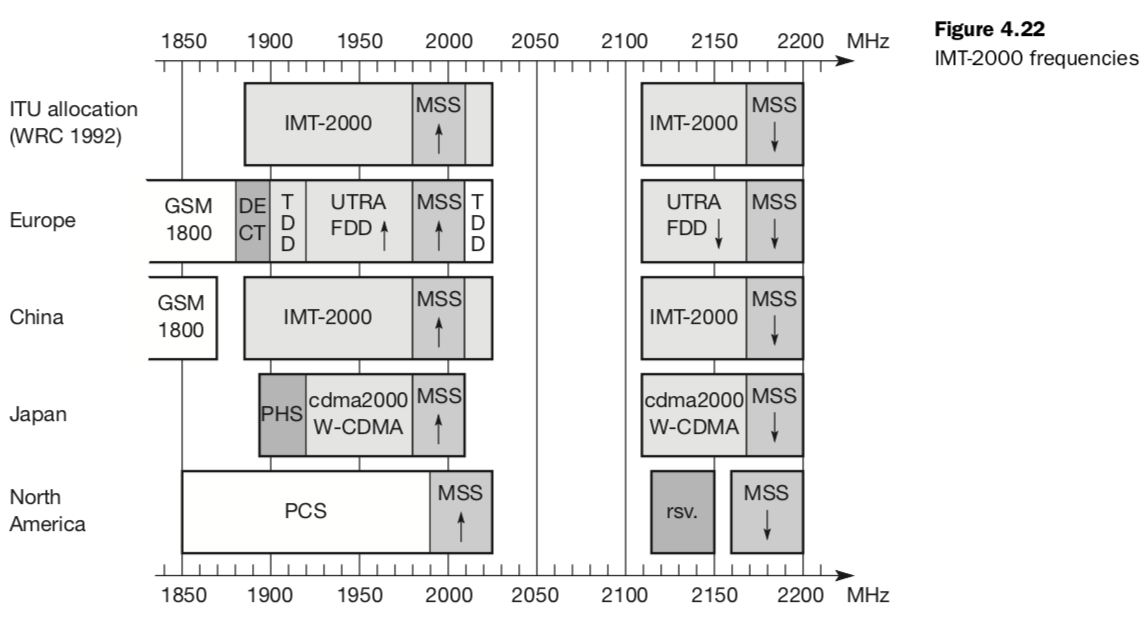 Figure 4.22
IMT-2000 frequencies
1850 1900 1950 2000 2050 2100 2150 2200 MHz
ITU allocation
(WRC 1992)
IMT-2000
MSS
IMT-2000
MSS
Europe
GSM
1800
DE
CT
T
D
D
UTRA
FDD
MSS
T
D
D
UTRA
FDD
MSS
China
GSM
1800
IMT-2000
MSS
IMT-2000
MSS
Japan
PHS
cdma2000
W-CDMA
MSS
cdma2000
W-CDMA
MSS
North
America
PCS
MSS
rsv.
MSS
1850 1900 1950 2000 2050 2100 2150 2200 MHz